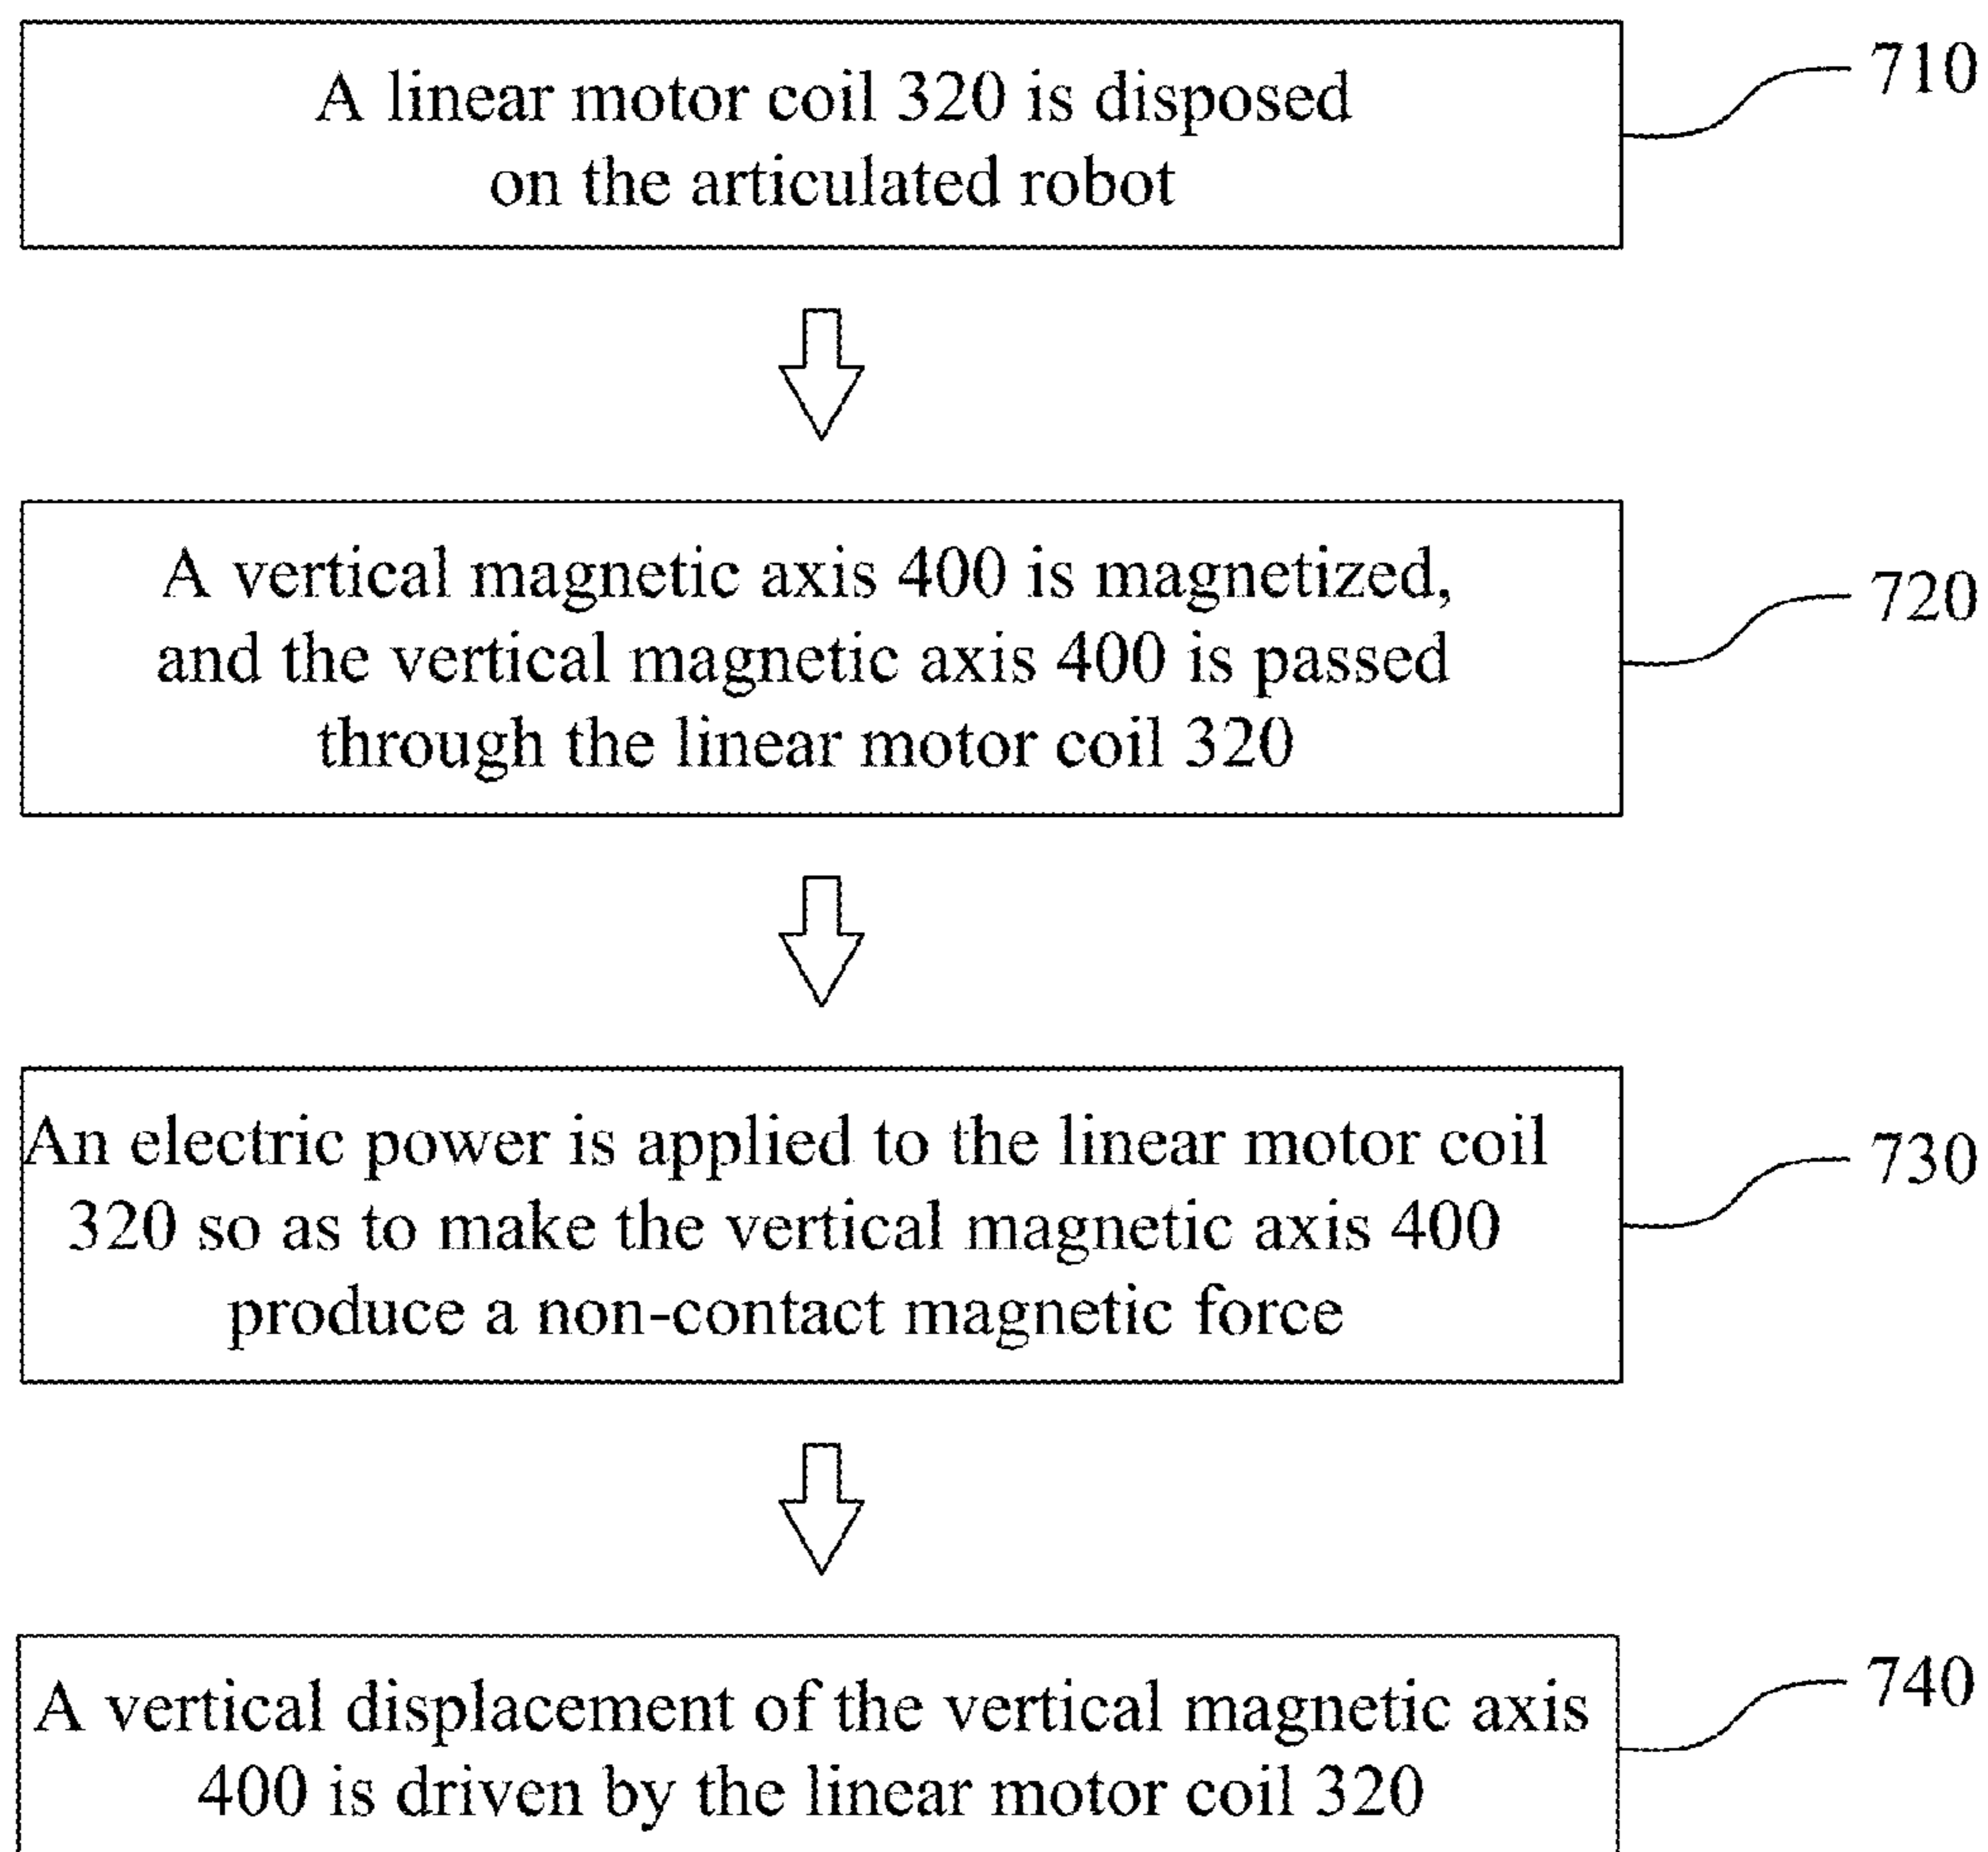 A linear motor coil 320 is disposed
on the articulated robot
710
A vertical magnetic axis 400 is magnetized,
and the vertical magnetic axis 400 is passed
through the linear motor coil 320
720
An electric power is applied to the linear motor coil
320 so as to make the vertical magnetic axis 400
produce a non-contact magnetic force
730
A vertical displacement of the vertical magnetic axis
400 is driven by the linear motor coil 320
740